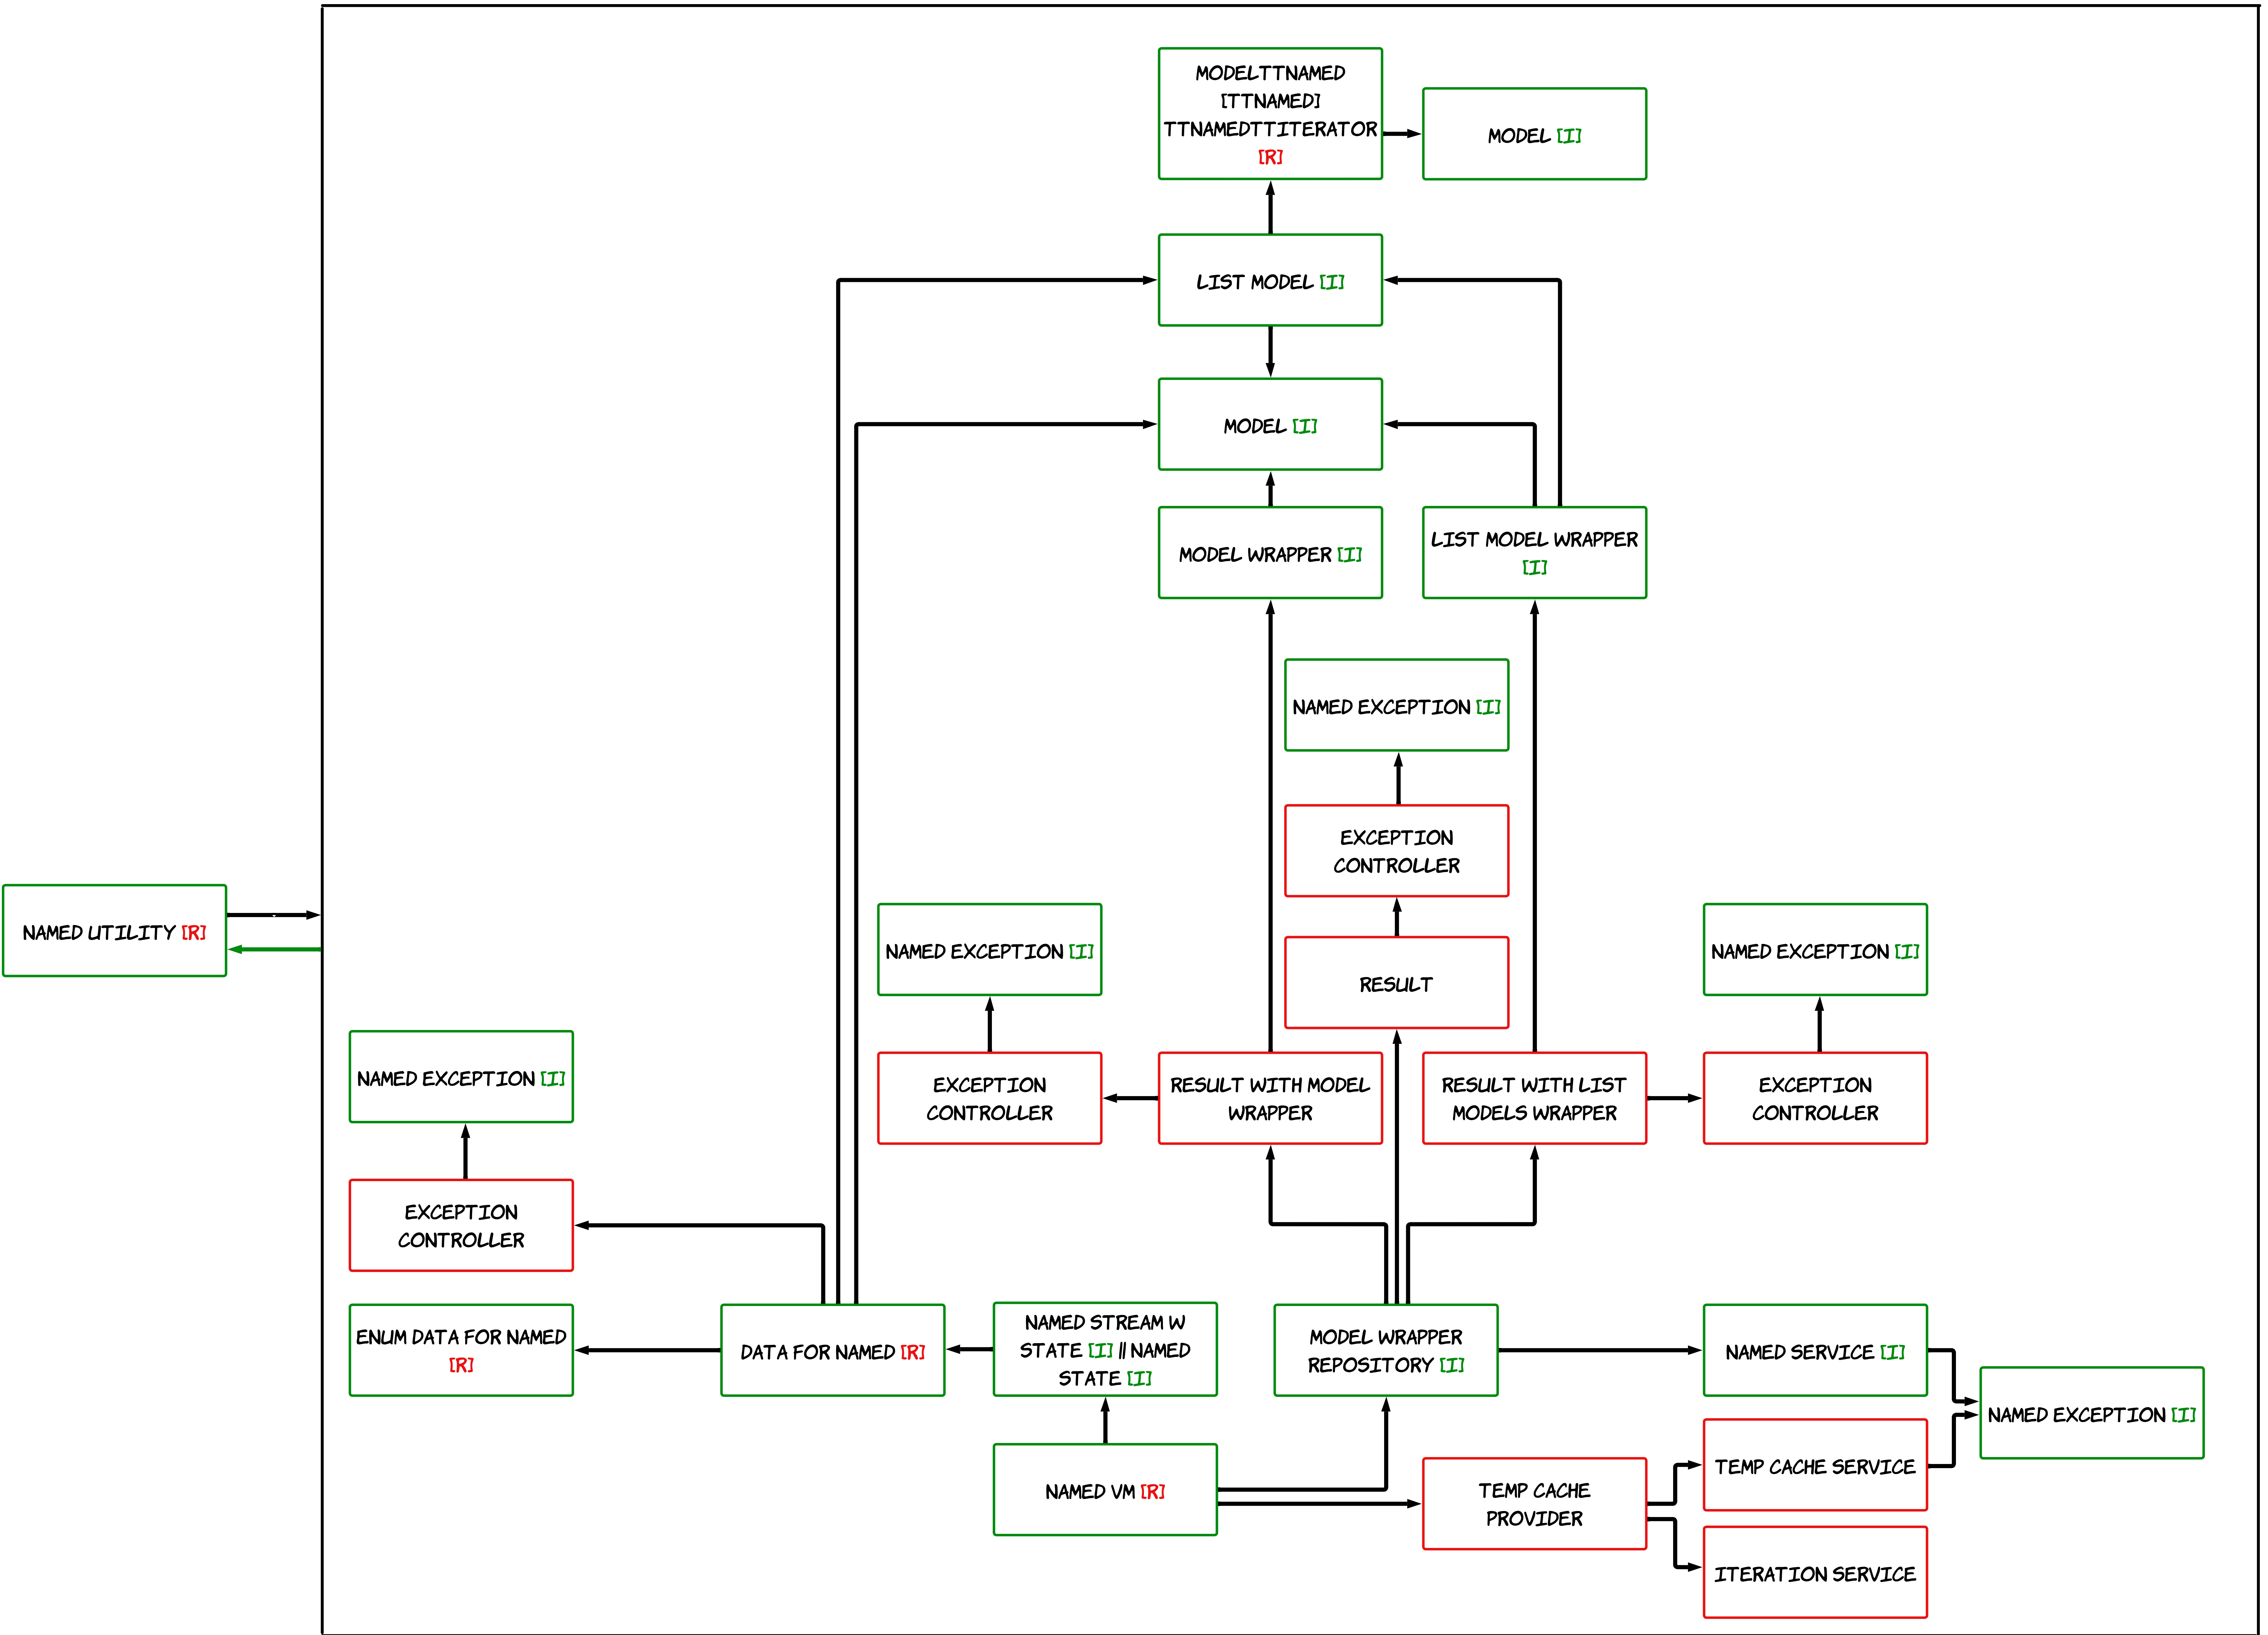 MODELTTNAMED
[TTNAMED]
TTNAMEDTTITERATOR
[R]
MODEL [I]
LIST MODEL [I]
MODEL [I]
MODEL WRAPPER [I]
LIST MODEL WRAPPER
[I]
NAMED EXCEPTION [I]
EXCEPTION
CONTROLLER
NAMED UTILITY [R]
NAMED EXCEPTION [I]
RESULT
NAMED EXCEPTION [I]
NAMED EXCEPTION [I]
EXCEPTION
CONTROLLER
RESULT WITH MODEL
WRAPPER
RESULT WITH LIST
MODELS WRAPPER
EXCEPTION
CONTROLLER
EXCEPTION
CONTROLLER
ENUM DATA FOR NAMED
[R]
DATA FOR NAMED [R]
NAMED STREAM W
STATE [I] // NAMED
STATE [I]
MODEL WRAPPER
REPOSITORY [I]
NAMED SERVICE [I]
NAMED EXCEPTION [I]
NAMED VM [R]
TEMP CACHE
PROVIDER
TEMP CACHE SERVICE
ITERATION SERVICE